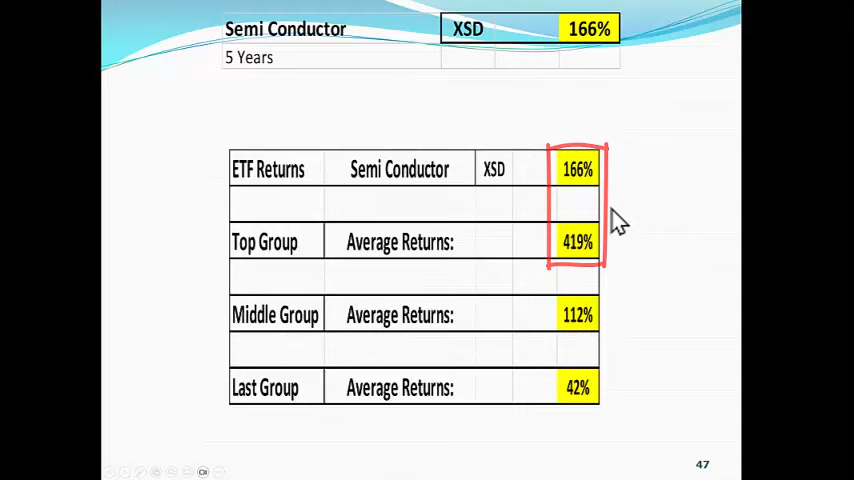 Semi Conductor XSD 166%
5 Years
ETF Returns Semi Conductor XSD 166%
Top Group Average Returns: 419%
Middle Group Average Returns: 112%
Last Group Average Returns: 42%
47